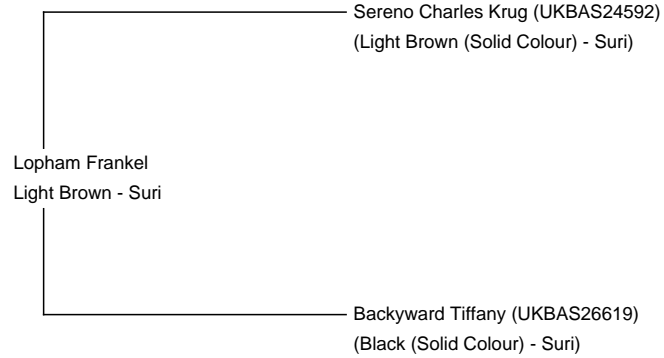 Sereno Charles Krug (UKBAS24592)
(Light Brown (Solid Colour) - Suri)
Lopham Frankel
Light Brown - Suri
Backyward Tiffany (UKBAS26619)
(Black (Solid Colour) - Suri)